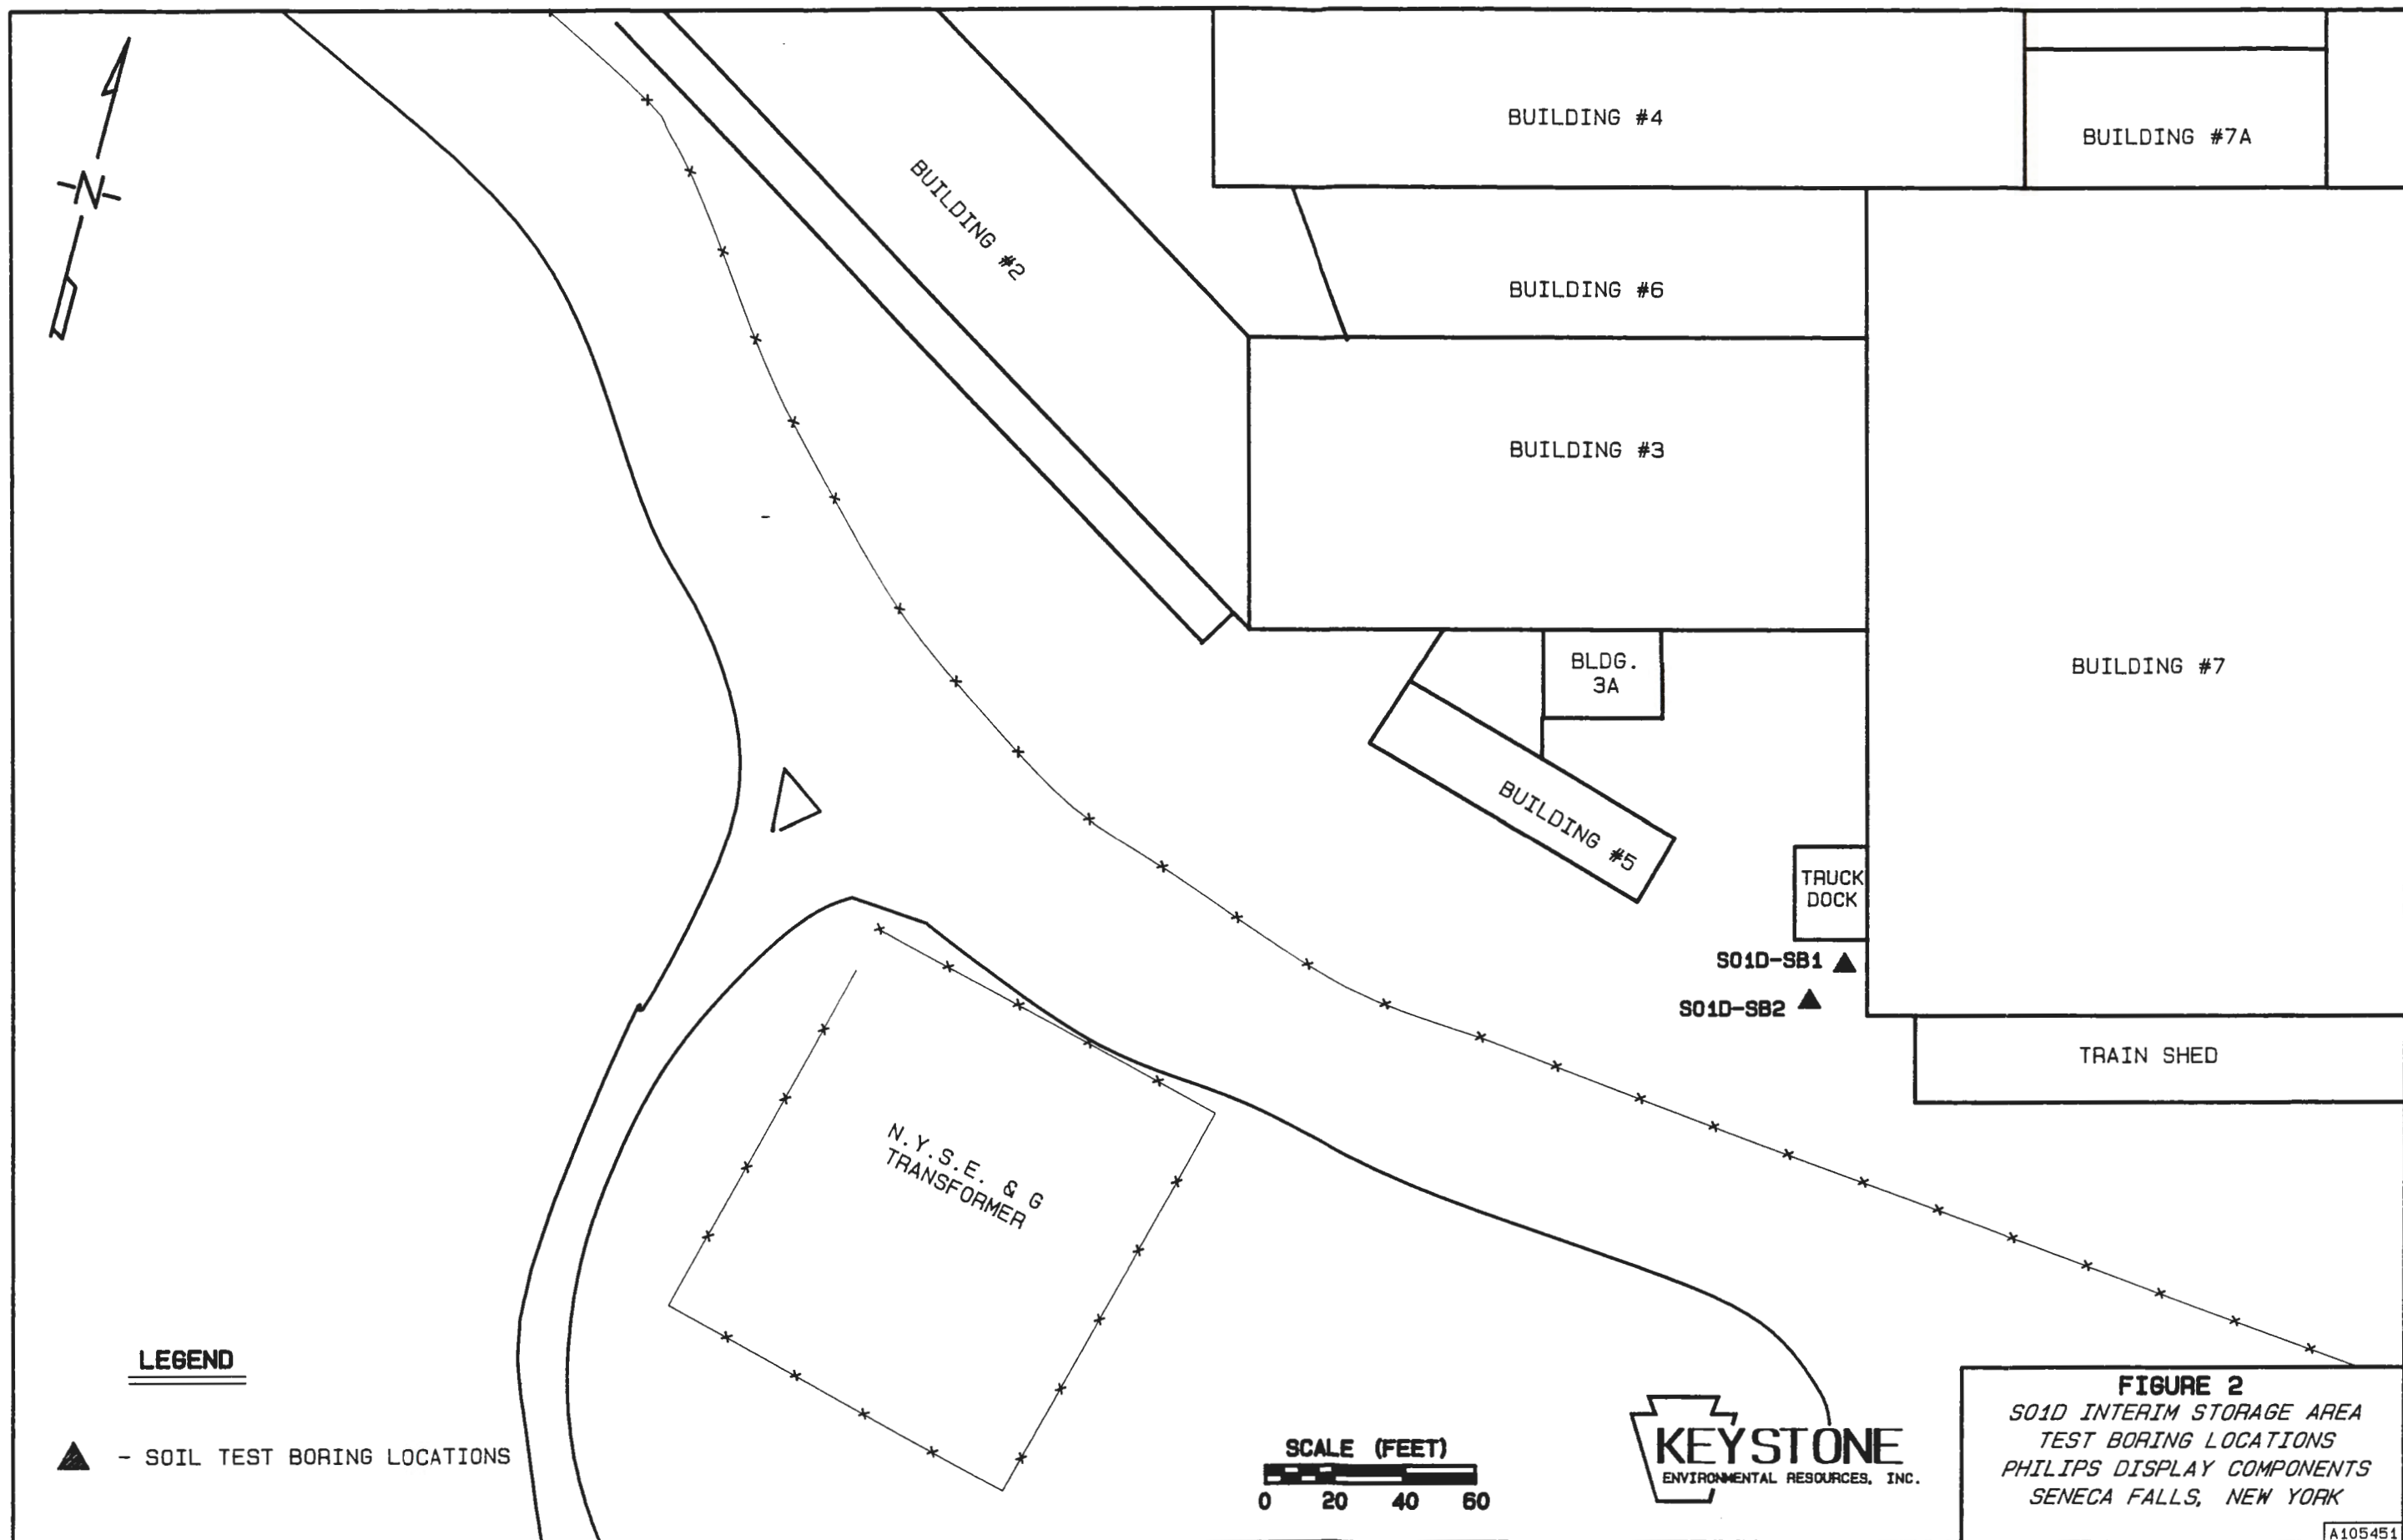 N
BUILDING #4
BUILDING #7A
BUILDING #2
BUILDING #6
BUILDING #3
BLDG.
3A
BUILDING #7
BUILDING #5
TRUCK
DOCK
S01D-SB1
S01D-SB2
TRAIN SHED
N.Y.S.E. & G
TRANSFORMER
LEGEND
- SOIL TEST BORING LOCATIONS
SCALE (FEET)
0 20 40 60
KEYSTONE
ENVIRONMENTAL RESOURCES, INC.
FIGURE 2
S01D INTERIM STORAGE AREA
TEST BORING LOCATIONS
PHILIPS DISPLAY COMPONENTS
SENECA FALLS, NEW YORK
A105451